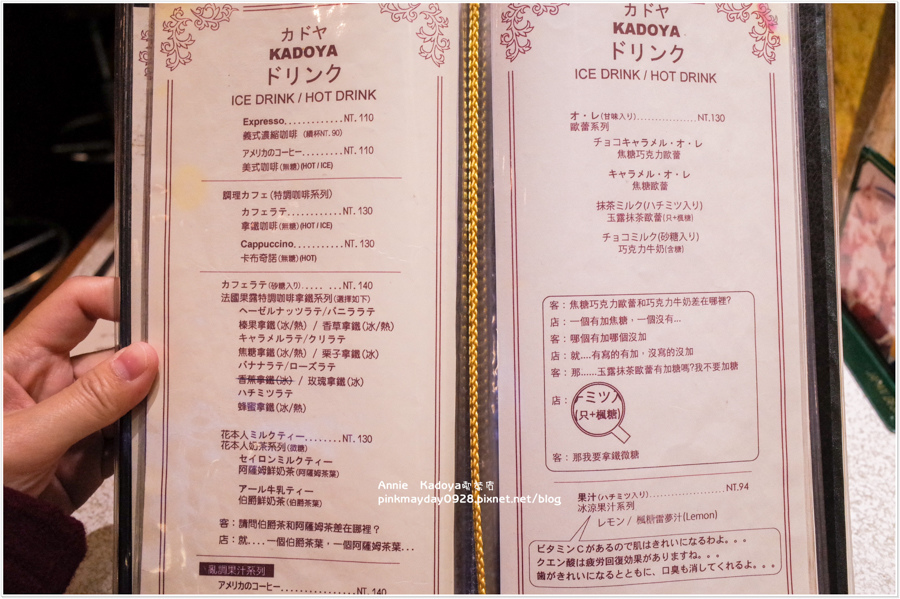 カドヤ
KADOYA
ドリンク
ICE DRINK / HOT DRINK
Expresso.............NT. 110
義式濃縮咖啡 (續杯NT. 90)
アメリカのコーヒー.........NT. 110
美式咖啡(無糖)(HOT / ICE)
調理カフェ(特調咖啡系列)
カフェラテ............NT. 130
拿鐵咖啡(無糖)(HOT / ICE)
Cappuccino...........NT. 130
卡布奇諾(無糖)(HOT)
カフェラテ(砂糖入り).... ...NT. 140
法國果露特調咖啡拿鐵系列(選擇如下)
ヘーゼルナッツラテ/バニララテ
榛果拿鐵(冰/熱) / 香草拿鐵(冰/熱)
キャラメルラテ/クリラテ
焦糖拿鐵(冰/熱) / 栗子拿鐵(冰)
バナナラテ/ローズラテ
香蕉拿鐵(冰) / 玫瑰拿鐵(冰)
ハチミツラテ
蜂蜜拿鐵(冰/熱)
花本人ミルクティー........NT. 130
花本人奶茶系列(微糖)
セイロンミルクティー
阿薩姆鮮奶茶(阿薩姆茶葉)
アール牛乳ティー
伯爵鮮奶茶(伯爵茶葉)
客：請問伯爵茶和阿薩姆茶差在哪裡？
店：就....一個伯爵茶葉，一個阿薩姆茶...
亂調果汁系列
アメリカのコーヒー................NT. 140
カドヤ
KADOYA
ドリンク
ICE DRINK / HOT DRINK
オ・レ(甘味入り)..................NT.130
歐蕾系列
チョコキャラメル・オ・レ
焦糖巧克力歐蕾
キャラメル・オ・レ
焦糖歐蕾
抹茶ミルク(ハチミツ入り)
玉露抹茶歐蕾(只+楓糖)
チョコミルク(砂糖入り)
巧克力牛奶(含糖)
客：焦糖巧克力歐蕾和巧克力牛奶差在哪裡?
店：一個有加焦糖，一個沒有...
客：哪個有加哪個沒加
店：就....有寫的有加，沒寫的沒加
客：那......玉露抹茶歐蕾有加糖嗎?我不要加糖
店：
ミツ入
(只+楓糖)
客：那我要拿鐵微糖
果汁(ハチミツ入り).......................NT.94
冰涼果汁系列
レモン / 楓糖雷夢汁(Lemon)
ビタミンCがあるので肌はきれいになるわよ。。。
クエン酸は疲労回復効果がありますね。。。
歯がきれいになるとともに、口臭も消してくれるよ。。。
Annie Kadoya喫茶店
pinkmayday0928.pixnet.net/blog